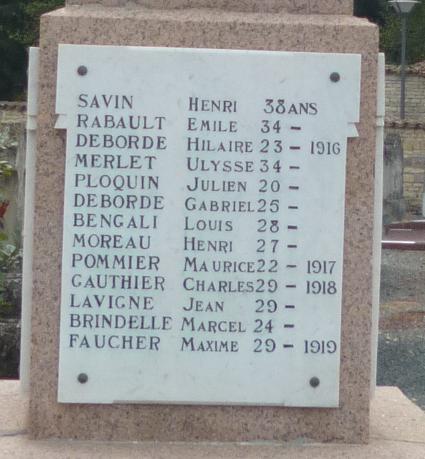 SAVIN HENRI 38 ANS
RABAULT EMILE 34 -
DEBORDE HILAIRE 23 - 1916
MERLET ULYSSE 34 -
PLOQUIN JULIEN 20 -
DEBORDE GABRIEL 25 -
BENGALI LOUIS 28 -
MOREAU HENRI 27 -
POMMIER MAURICE 22 - 1917
GAUTHIER CHARLES 29 - 1918
LAVIGNE JEAN 29 -
BRINDELLE MARCEL 24 -
FAUCHER MAXIME 29 - 1919